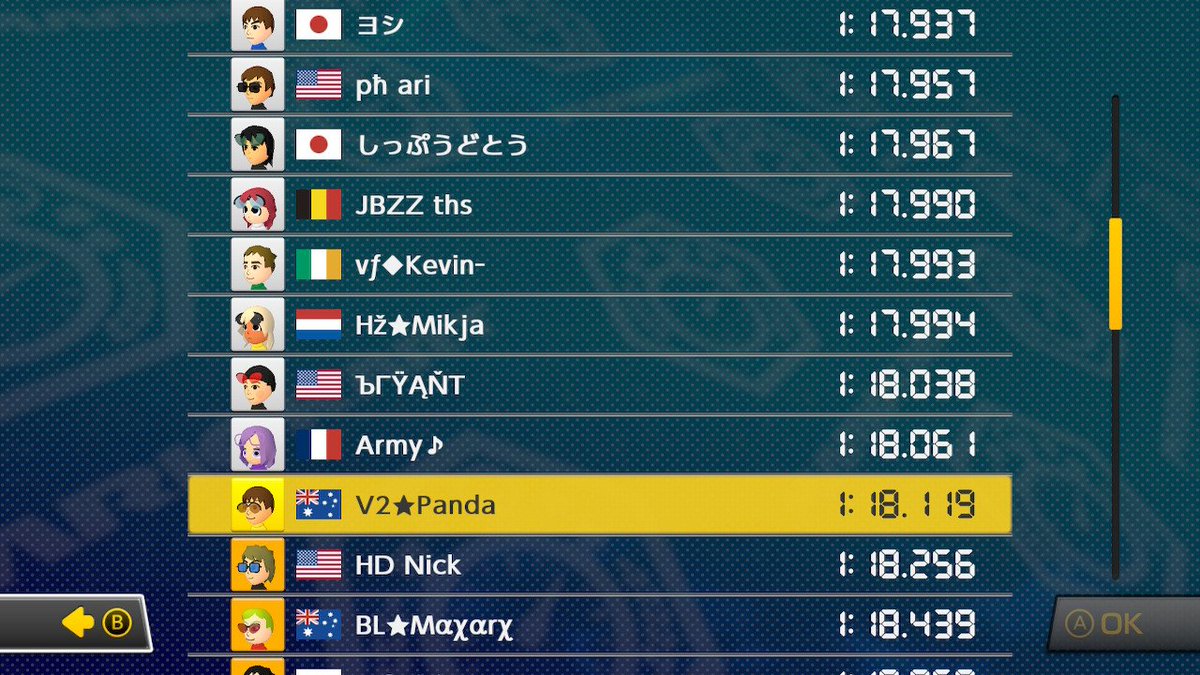 ヨシ 1:17.937
pħ ari 1:17.957
しっぷうどとう 1:17.967
JBZZ ths 1:17.990
vƒ◆Kevin- 1:17.993
Hž★Mikja 1:17.994
ЪГŸĄŇT 1:18.038
Army♪ 1:18.061
V2★Panda 1:18.119
HD Nick 1:18.256
BL★Mαχαrχ 1:18.439
B
A OK